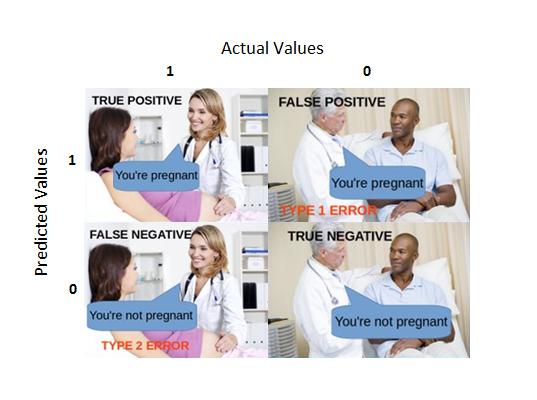 Actual Values
1 0
Predicted Values
1
TRUE POSITIVE
You're pregnant
FALSE POSITIVE
You're pregnant
TYPE 1 ERROR
0
FALSE NEGATIVE
You're not pregnant
TYPE 2 ERROR
TRUE NEGATIVE
You're not pregnant